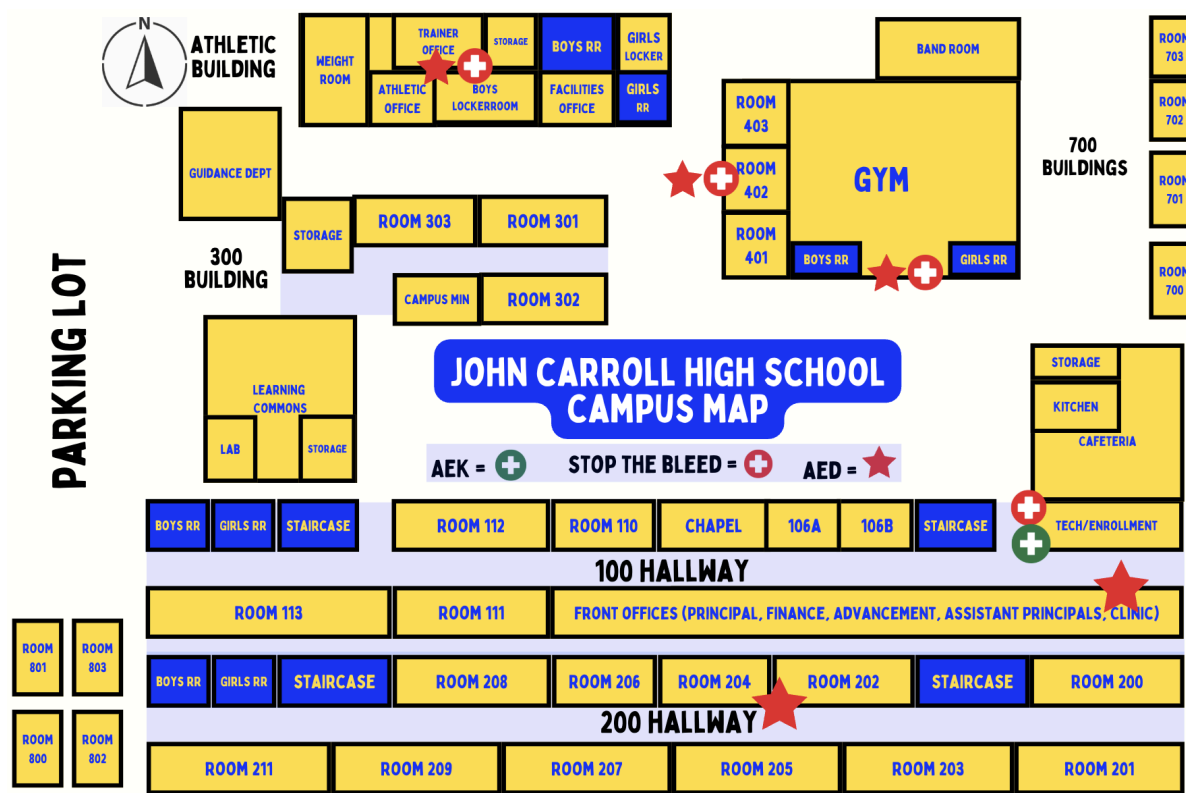 N
ATHLETIC
BUILDING
WEIGHT
ROOM
TRAINER
OFFICE
STORAGE
BOYS RR
GIRLS
LOCKER
ATHLETIC
OFFICE
BOYS
LOCKERROOM
FACILITIES
OFFICE
GIRLS
RR
BAND ROOM
ROOM
403
ROOM
402
ROOM
401
GYM
BOYS RR
GIRLS RR
700
BUILDINGS
ROOM
703
ROOM
702
ROOM
701
ROOM
700
GUIDANCE DEPT
STORAGE
ROOM 303
ROOM 301
300
BUILDING
CAMPUS MIN
ROOM 302
PARKING LOT
LEARNING
COMMONS
LAB
STORAGE
JOHN CARROLL HIGH SCHOOL
CAMPUS MAP
AEK =
STOP THE BLEED =
AED =
STORAGE
KITCHEN
CAFETERIA
BOYS RR
GIRLS RR
STAIRCASE
ROOM 112
ROOM 110
CHAPEL
106A
106B
STAIRCASE
TECH/ENROLLMENT
100 HALLWAY
ROOM 113
ROOM 111
FRONT OFFICES (PRINCIPAL, FINANCE, ADVANCEMENT, ASSISTANT PRINCIPALS, CLINIC)
ROOM
801
ROOM
803
BOYS RR
GIRLS RR
STAIRCASE
ROOM 208
ROOM 206
ROOM 204
ROOM 202
STAIRCASE
ROOM 200
200 HALLWAY
ROOM
800
ROOM
802
ROOM 211
ROOM 209
ROOM 207
ROOM 205
ROOM 203
ROOM 201